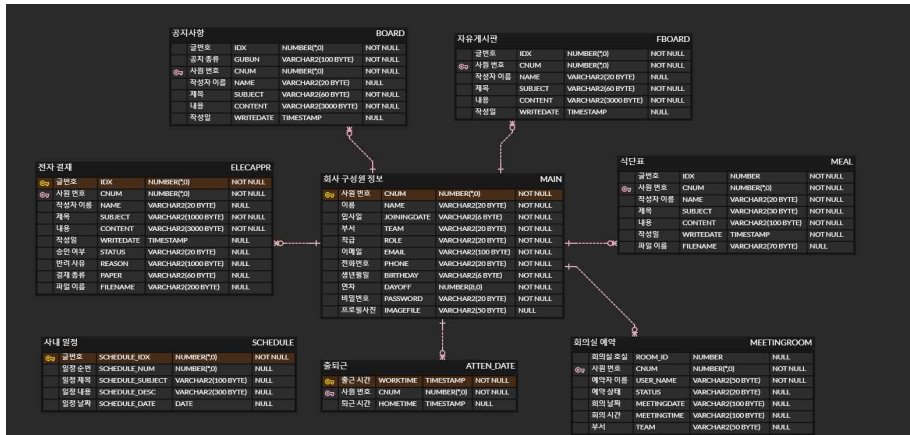 공지사항 BOARD
글번호 IDX NUMBER(*,0) NOT NULL
공지 종류 GUBUN VARCHAR2(100 BYTE) NOT NULL
사원 번호 CNUM NUMBER(*,0) NOT NULL
작성자 이름 NAME VARCHAR2(20 BYTE) NULL
제목 SUBJECT VARCHAR2(60 BYTE) NOT NULL
내용 CONTENT VARCHAR2(3000 BYTE) NOT NULL
작성일 WRITEDATE TIMESTAMP NULL
자유게시판 FBOARD
글번호 IDX NUMBER(*,0) NOT NULL
사원 번호 CNUM NUMBER(*,0) NOT NULL
작성자 이름 NAME VARCHAR2(20 BYTE) NULL
제목 SUBJECT VARCHAR2(60 BYTE) NOT NULL
내용 CONTENT VARCHAR2(3000 BYTE) NOT NULL
작성일 WRITEDATE TIMESTAMP NULL
전자 결재 ELECAPPR
글번호 IDX NUMBER(*,0) NOT NULL
사원 번호 CNUM NUMBER(*,0) NOT NULL
작성자 이름 NAME VARCHAR2(20 BYTE) NULL
제목 SUBJECT VARCHAR2(1000 BYTE) NOT NULL
내용 CONTENT VARCHAR2(3000 BYTE) NOT NULL
작성일 WRITEDATE TIMESTAMP NULL
승인 여부 STATUS VARCHAR2(20 BYTE) NULL
반려 사유 REASON VARCHAR2(1000 BYTE) NULL
결재 종류 PAPER VARCHAR2(60 BYTE) NULL
파일 이름 FILENAME VARCHAR2(200 BYTE) NULL
회사 구성원 정보 MAIN
사원 번호 CNUM NUMBER(*,0) NOT NULL
이름 NAME VARCHAR2(20 BYTE) NOT NULL
입사일 JOININGDATE VARCHAR2(6 BYTE) NOT NULL
부서 TEAM VARCHAR2(20 BYTE) NOT NULL
직급 ROLE VARCHAR2(20 BYTE) NOT NULL
이메일 EMAIL VARCHAR2(100 BYTE) NOT NULL
전화번호 PHONE VARCHAR2(20 BYTE) NOT NULL
생년월일 BIRTHDAY VARCHAR2(6 BYTE) NOT NULL
연차 DAYOFF NUMBER(8,0) NOT NULL
비밀번호 PASSWORD VARCHAR2(20 BYTE) NOT NULL
프로필사진 IMAGEFILE VARCHAR2(50 BYTE) NULL
식단표 MEAL
글번호 IDX NUMBER NOT NULL
사원 번호 CNUM NUMBER(*,0) NOT NULL
작성자 이름 NAME VARCHAR2(20 BYTE) NOT NULL
제목 SUBJECT VARCHAR2(30 BYTE) NOT NULL
내용 CONTENT VARCHAR2(100 BYTE) NOT NULL
작성일 WRITEDATE TIMESTAMP NOT NULL
파일 이름 FILENAME VARCHAR2(70 BYTE) NULL
사내 일정 SCHEDULE
글번호 SCHEDULE_IDX NUMBER(*,0) NOT NULL
일정 순번 SCHEDULE_NUM NUMBER(*,0) NULL
일정 제목 SCHEDULE_SUBJECT VARCHAR2(100 BYTE) NULL
일정 내용 SCHEDULE_DESC VARCHAR2(300 BYTE) NULL
일정 날짜 SCHEDULE_DATE DATE NULL
출퇴근 ATTEN_DATE
출근 시간 WORKTIME TIMESTAMP NOT NULL
사원 번호 CNUM NUMBER(*,0) NOT NULL
퇴근 시간 HOMETIME TIMESTAMP NULL
회의실 예약 MEETINGROOM
회의실 호실 ROOM_ID NUMBER NULL
사원 번호 CNUM NUMBER(*,0) NOT NULL
예약자 이름 USER_NAME VARCHAR2(50 BYTE) NOT NULL
예약 상태 STATUS VARCHAR2(20 BYTE) NULL
회의 날짜 MEETINGDATE VARCHAR2(100 BYTE) NULL
회의 시간 MEETINGTIME VARCHAR2(100 BYTE) NULL
부서 TEAM VARCHAR2(50 BYTE) NULL